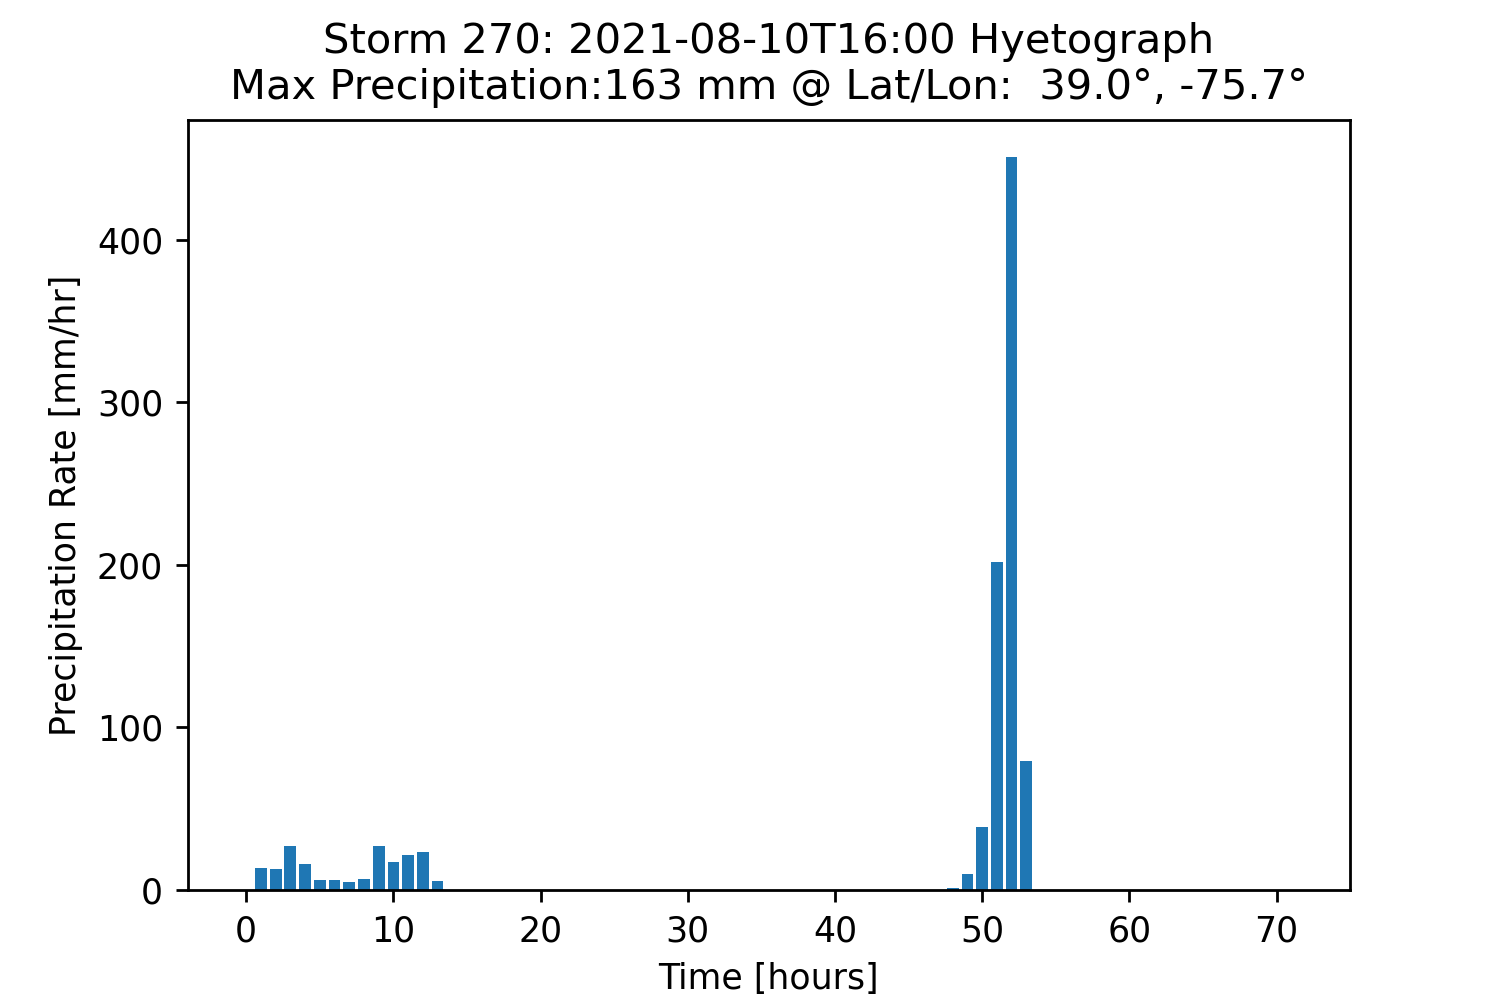 Storm 270: 2021-08-10T16:00 Hyetograph
Max Precipitation:163 mm @ Lat/Lon:  39.0°, -75.7°
Precipitation Rate [mm/hr]
400
300
200
100
0
0 10 20 30 40 50 60 70
Time [hours]